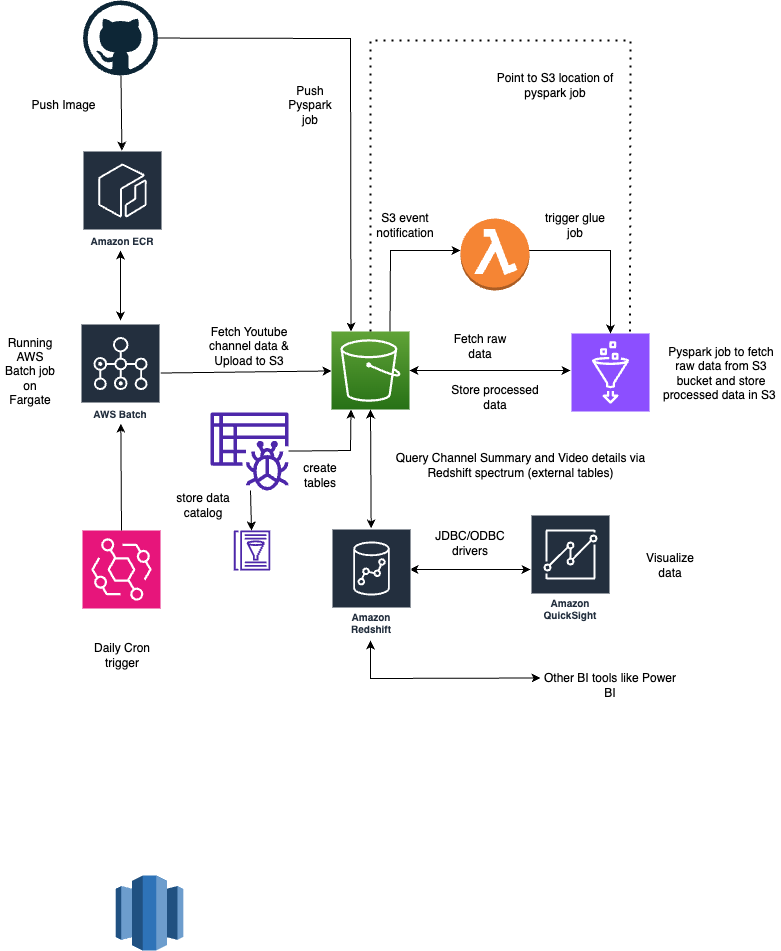 Push Image
Push
Pyspark
job
Point to S3 location of
pyspark job
Amazon ECR
S3 event
notification
trigger glue
job
Running
AWS
Batch job
on
Fargate
AWS Batch
Fetch Youtube
channel data &
Upload to S3
Fetch raw
data
Store processed
data
Pyspark job to fetch
raw data from S3
bucket and store
processed data in S3
create
tables
store data
catalog
Query Channel Summary and Video details via
Redshift spectrum (external tables)
JDBC/ODBC
drivers
Amazon
Redshift
Amazon
QuickSight
Visualize
data
Daily Cron
trigger
Other BI tools like Power
BI